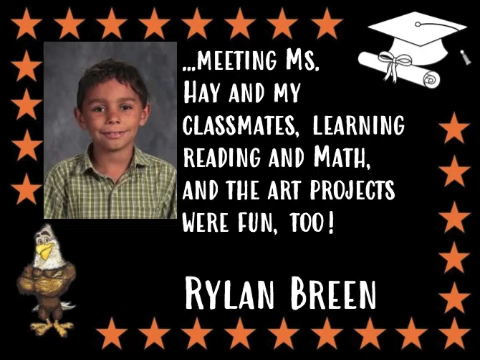 ...meeting Ms.
Hay and my
classmates, learning
reading and Math,
and the art projects
were fun, too!
Rylan Breen